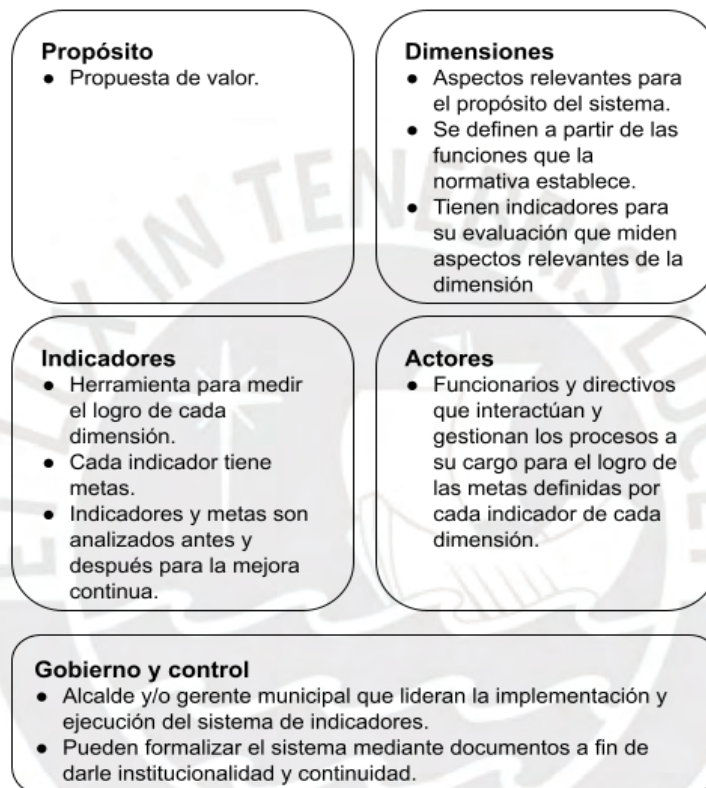 Propósito
● Propuesta de valor.
Dimensiones
● Aspectos relevantes para
el propósito del sistema.
● Se definen a partir de las
funciones que la
normativa establece.
● Tienen indicadores para
su evaluación que miden
aspectos relevantes de la
dimensión
Indicadores
● Herramienta para medir
el logro de cada
dimensión.
● Cada indicador tiene
metas.
● Indicadores y metas son
analizados antes y
después para la mejora
continua.
Actores
● Funcionarios y directivos
que interactúan y
gestionan los procesos a
su cargo para el logro de
las metas definidas por
cada indicador de cada
dimensión.
Gobierno y control
● Alcalde y/o gerente municipal que lideran la implementación y
ejecución del sistema de indicadores.
● Pueden formalizar el sistema mediante documentos a fin de
darle institucionalidad y continuidad.
ET LUX IN TENEBRIS LUCET